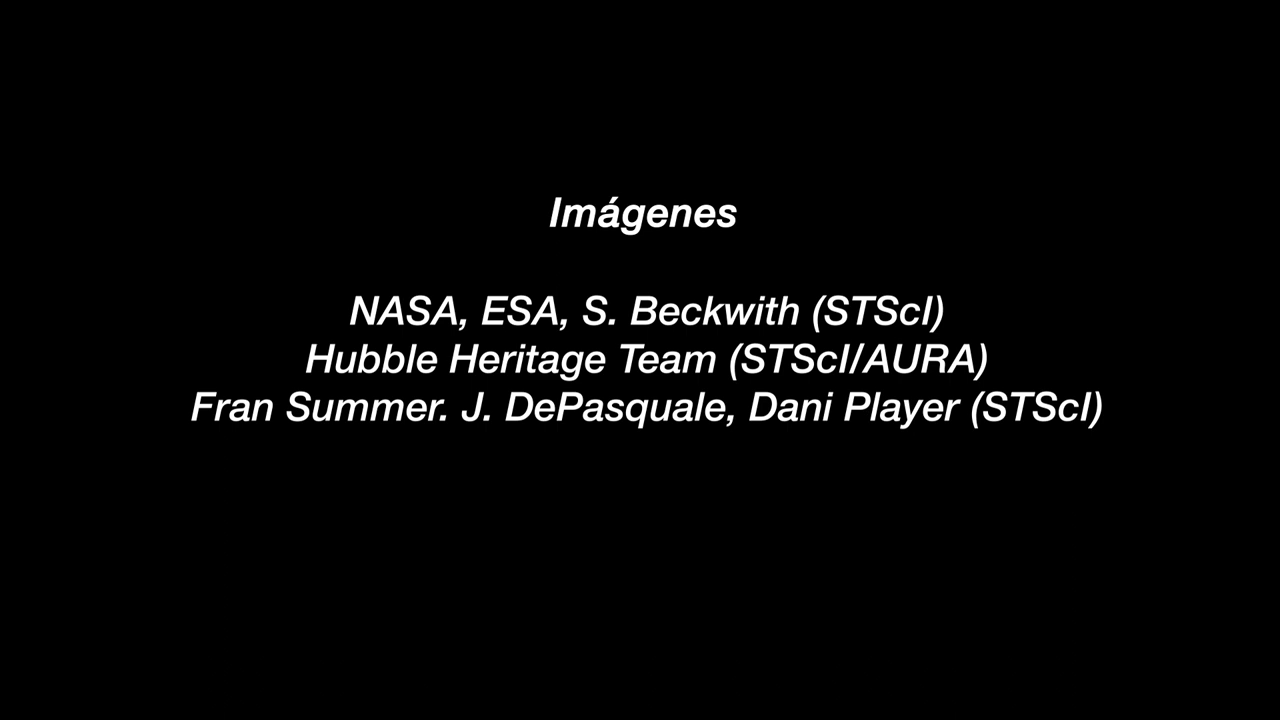 Imágenes
NASA, ESA, S. Beckwith (STScI)
Hubble Heritage Team (STScI/AURA)
Fran Summer. J. DePasquale, Dani Player (STScI)